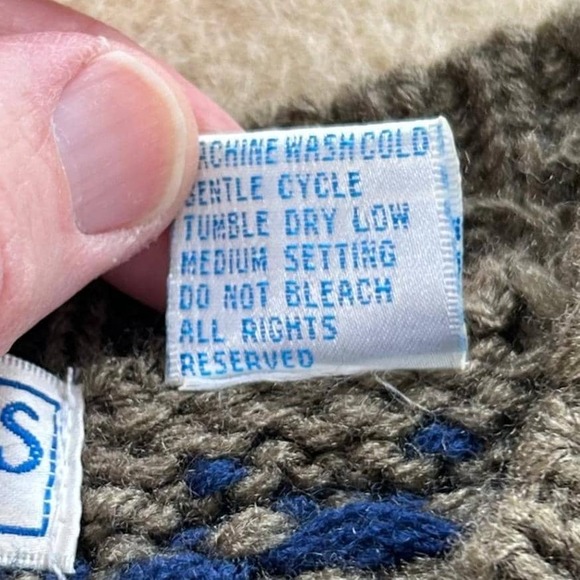 ACHINE WASH COLD
GENTLE CYCLE
TUMBLE DRY LOW
MEDIUM SETTING
DO NOT BLEACH
ALL RIGHTS
RESERVED
S